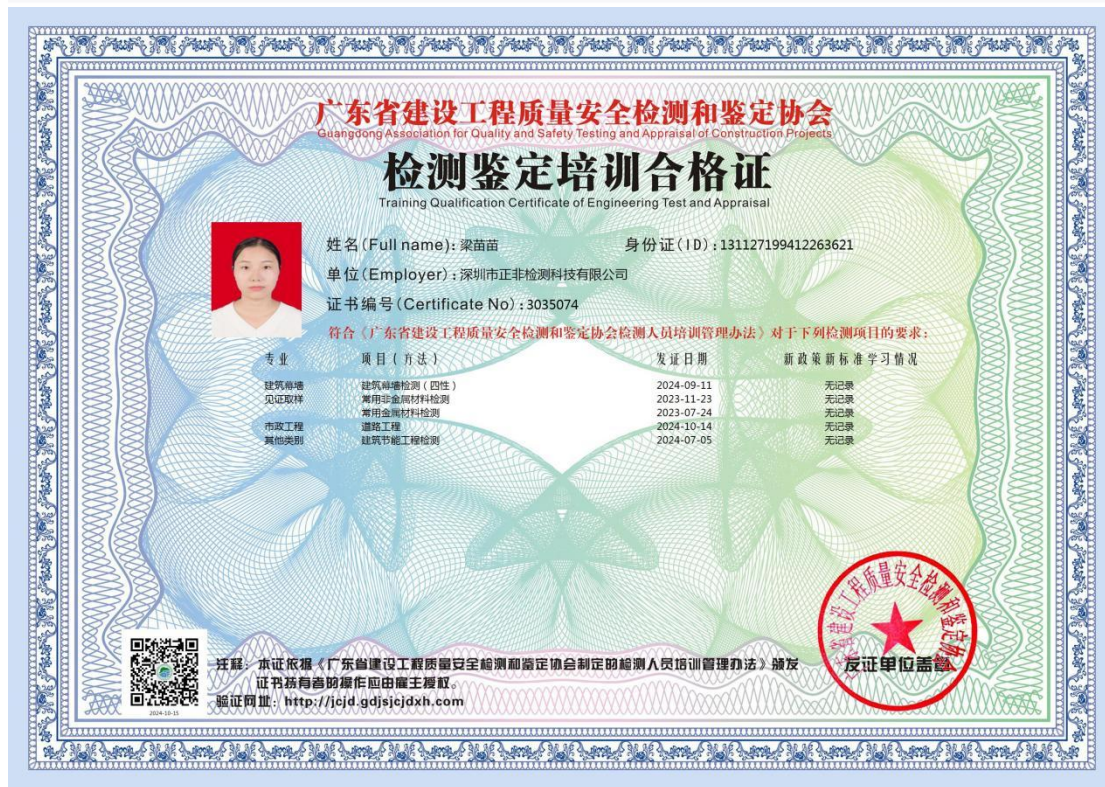 广东省建设工程质量安全检测和鉴定协会
Guangdong Association for Quality and Safety Testing and Appraisal of Construction Projects
检测鉴定培训合格证
Training Qualification Certificate of Engineering Test and Appraisal
姓名(Full name): 梁苗苗 身份证(ID): 131127199412263621
单位(Employer): 深圳市正非检测科技有限公司
证书编号(Certificate No): 3035074
符合《广东省建设工程质量安全检测和鉴定协会检测人员培训管理办法》对于下列检测项目的要求:
专业 项目(方法) 发证日期 新政策新标准学习情况
建筑幕墙 建筑幕墙检测(四性) 2024-09-11 无记录
见证取样 常用非金属材料检测 2023-11-23 无记录
常用金属材料检测 2023-07-24 无记录
市政工程 道路工程 2024-10-14 无记录
其他类别 建筑节能工程检测 2024-07-05 无记录
注释: 本证依据《广东省建设工程质量安全检测和鉴定协会制定的检测人员培训管理办法》颁发
证书持有者的操作应由雇主授权。
验证网址: http://jcjd.gdjsjcjdxh.com
2024-10-15
广东省建设工程质量安全检测和鉴定协会
发证单位盖章